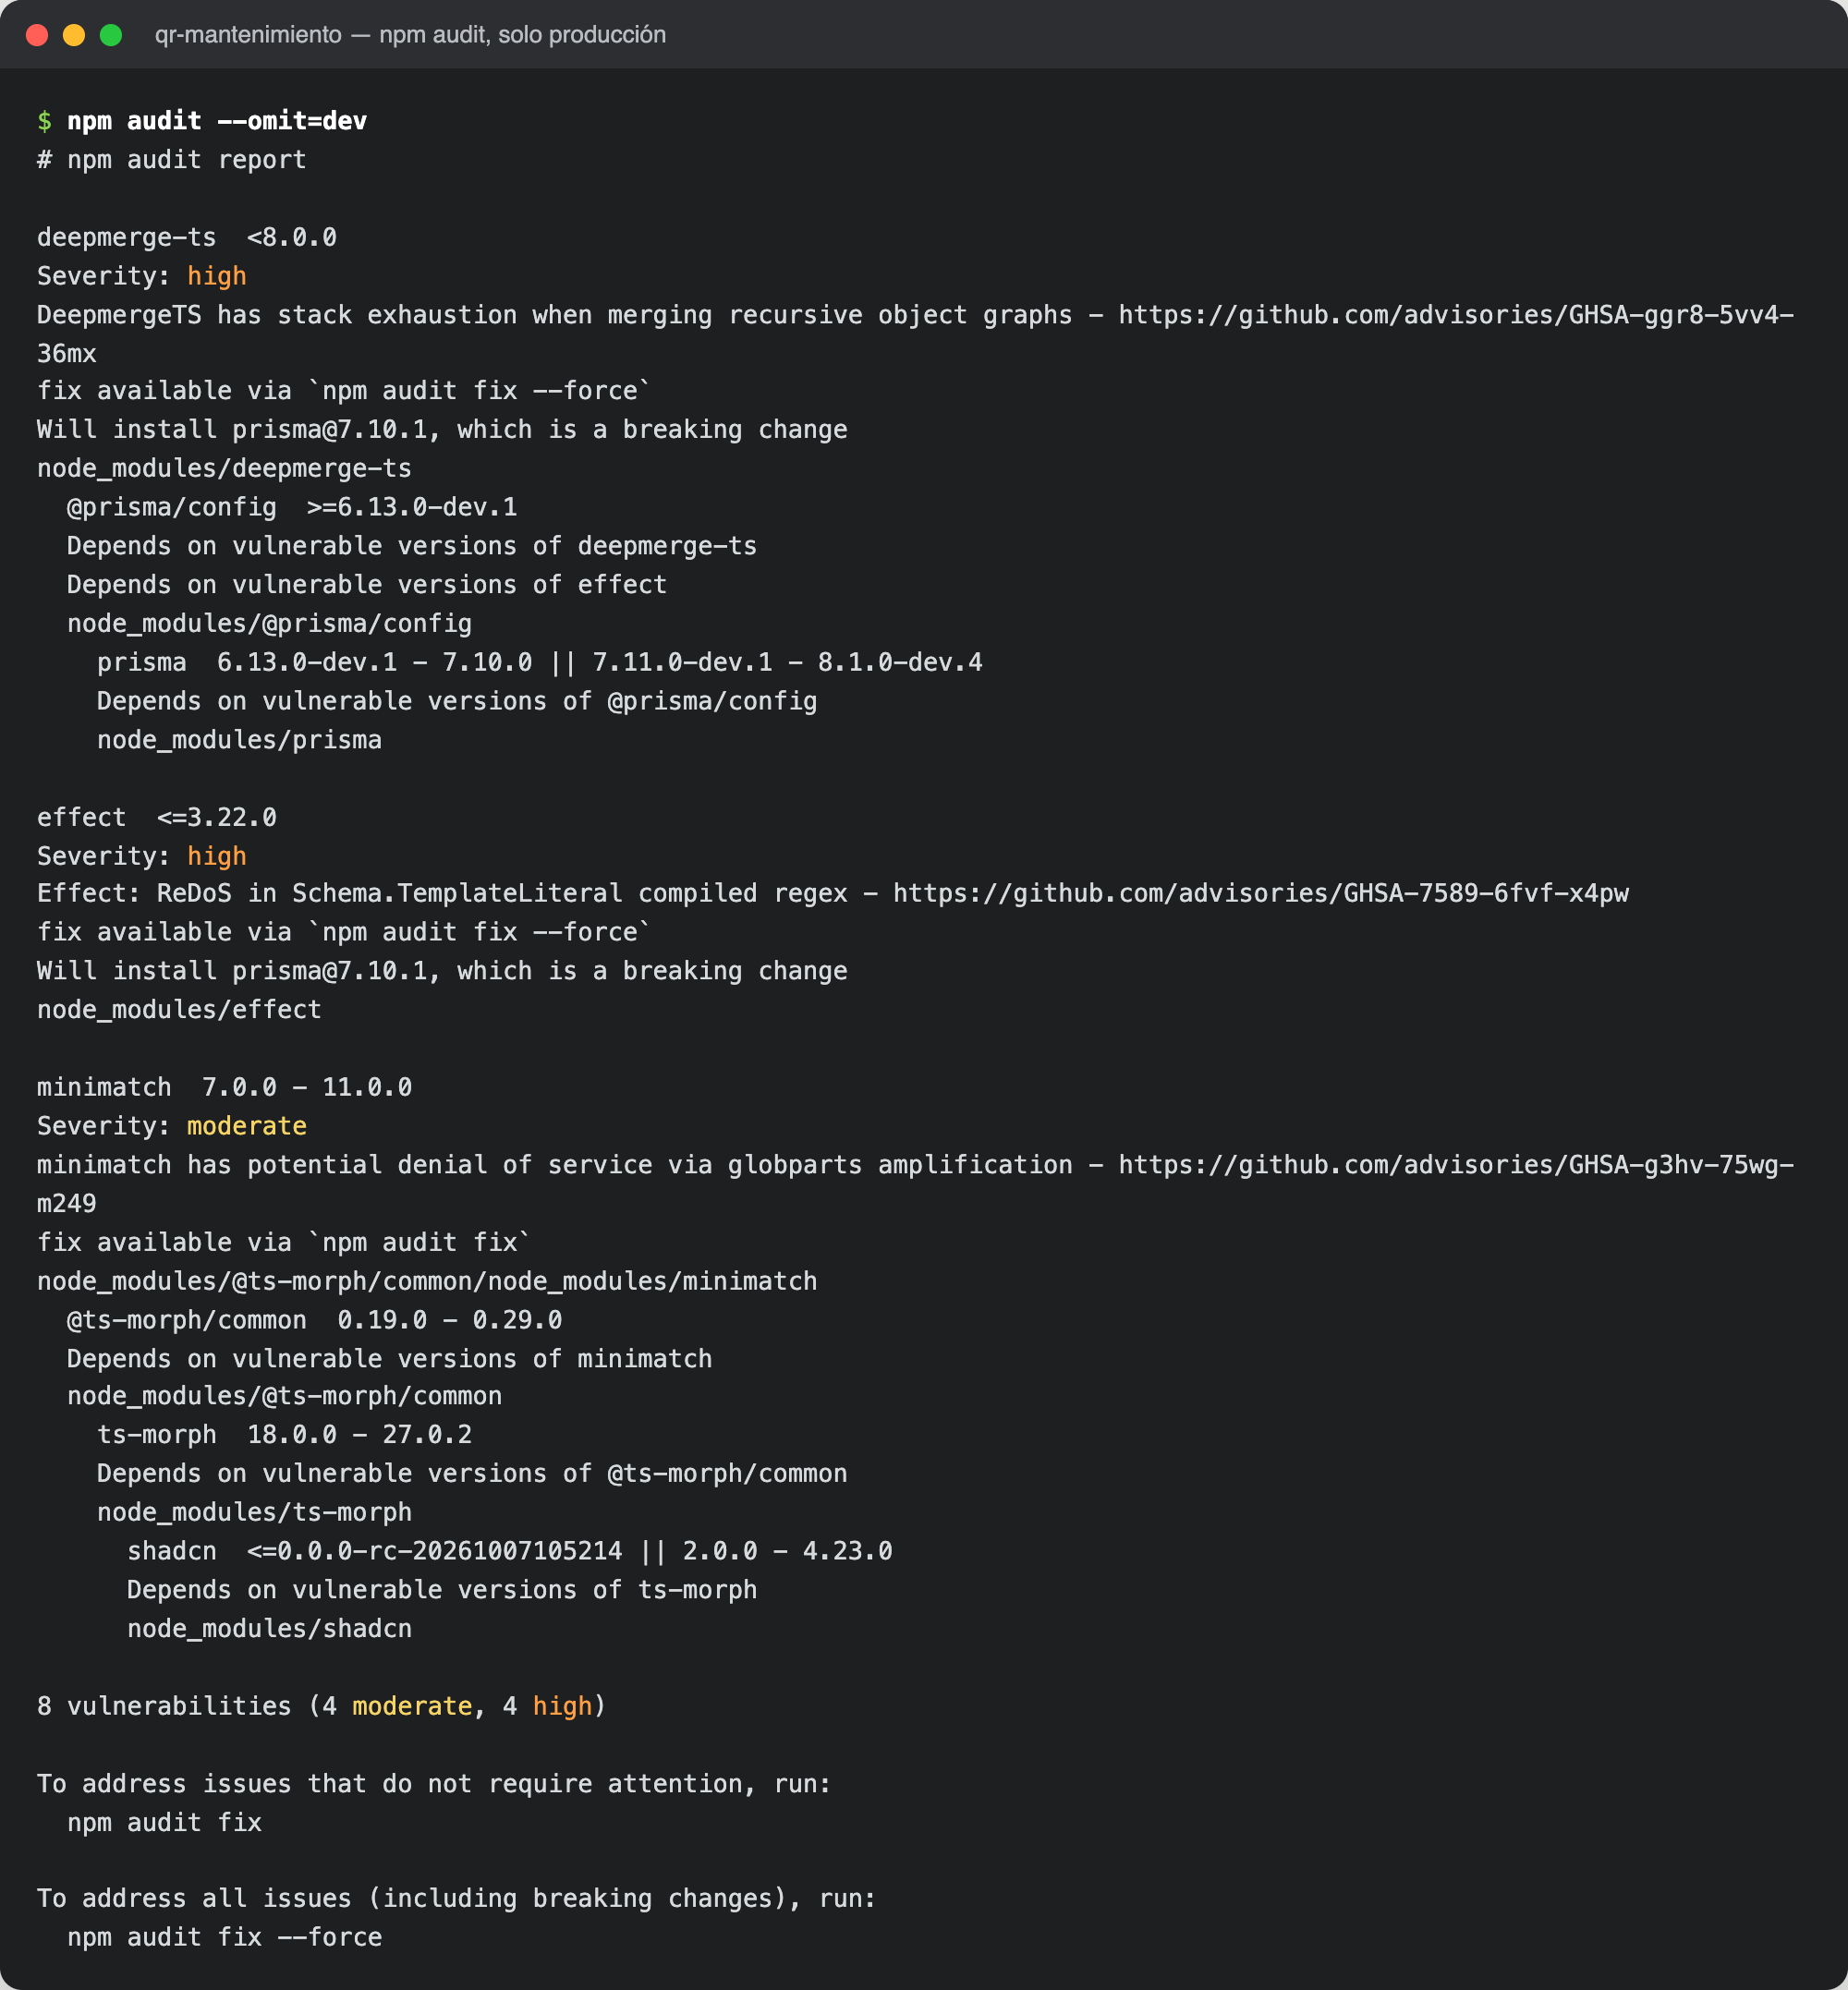 qr-mantenimiento — npm audit, solo producción
$ npm audit --omit=dev
# npm audit report
deepmerge-ts  <8.0.0
Severity: high
DeepmergeTS has stack exhaustion when merging recursive object graphs - https://github.com/advisories/GHSA-ggr8-5vv4-
36mx
fix available via `npm audit fix --force`
Will install prisma@7.10.1, which is a breaking change
node_modules/deepmerge-ts
  @prisma/config  >=6.13.0-dev.1
  Depends on vulnerable versions of deepmerge-ts
  Depends on vulnerable versions of effect
  node_modules/@prisma/config
    prisma  6.13.0-dev.1 - 7.10.0 || 7.11.0-dev.1 - 8.1.0-dev.4
    Depends on vulnerable versions of @prisma/config
    node_modules/prisma
effect  <=3.22.0
Severity: high
Effect: ReDoS in Schema.TemplateLiteral compiled regex - https://github.com/advisories/GHSA-7589-6fvf-x4pw
fix available via `npm audit fix --force`
Will install prisma@7.10.1, which is a breaking change
node_modules/effect
minimatch  7.0.0 - 11.0.0
Severity: moderate
minimatch has potential denial of service via globparts amplification - https://github.com/advisories/GHSA-g3hv-75wg-
m249
fix available via `npm audit fix`
node_modules/@ts-morph/common/node_modules/minimatch
  @ts-morph/common  0.19.0 - 0.29.0
  Depends on vulnerable versions of minimatch
  node_modules/@ts-morph/common
    ts-morph  18.0.0 - 27.0.2
    Depends on vulnerable versions of @ts-morph/common
    node_modules/ts-morph
      shadcn  <=0.0.0-rc-20261007105214 || 2.0.0 - 4.23.0
      Depends on vulnerable versions of ts-morph
      node_modules/shadcn
8 vulnerabilities (4 moderate, 4 high)
To address issues that do not require attention, run:
  npm audit fix
To address all issues (including breaking changes), run:
  npm audit fix --force